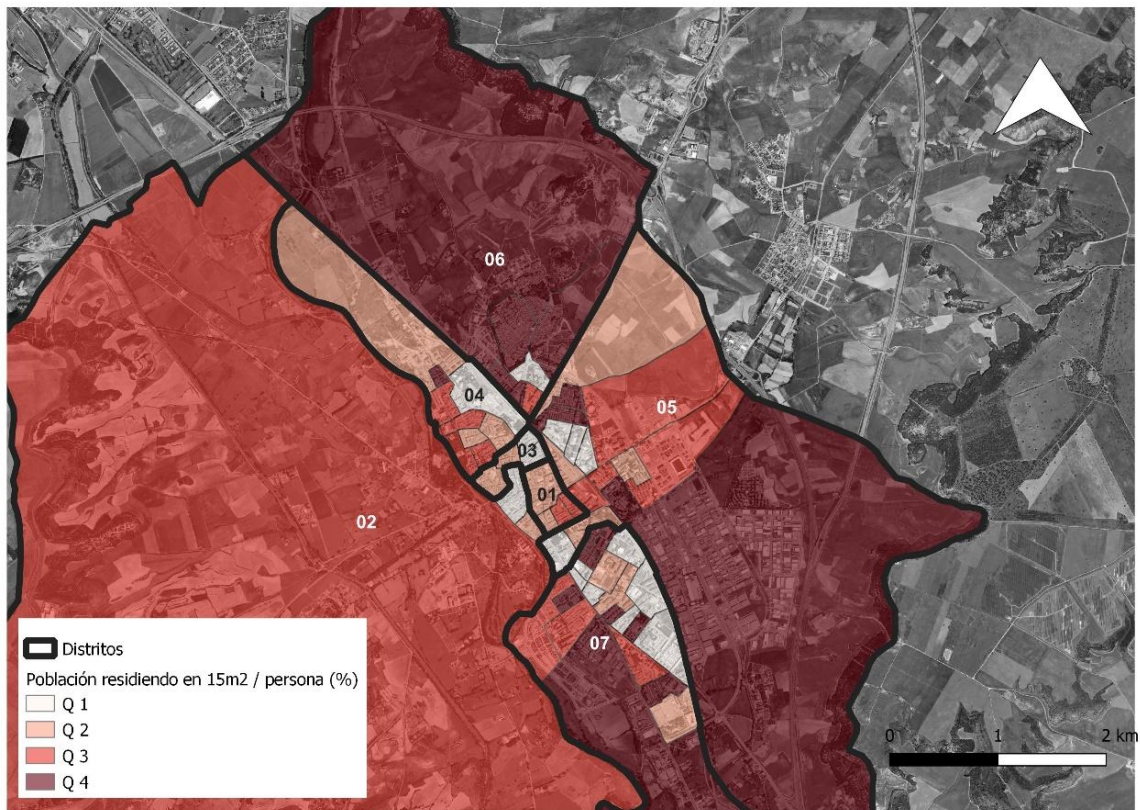 06
04
05
03
01
02
07
Distritos
Población residiendo en 15m2 / persona (%)
Q 1
Q 2
Q 3
Q 4
0 1 2 km